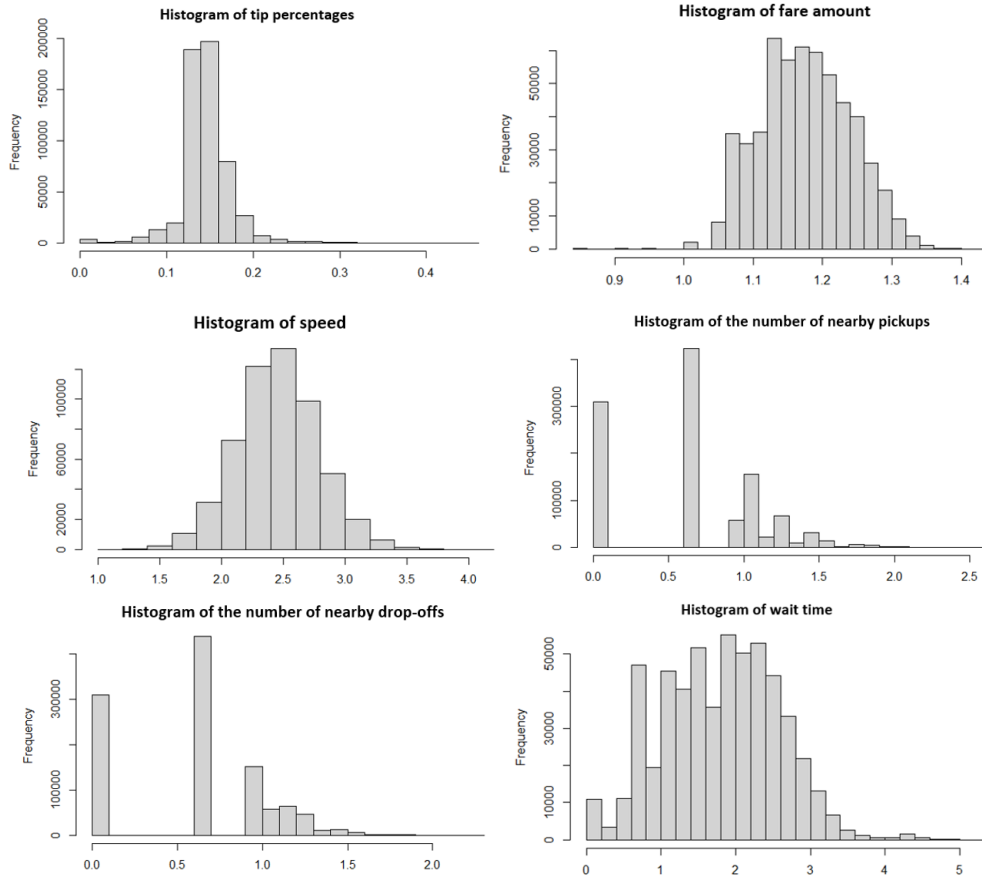 Histogram of tip percentages
Frequency
200000
150000
100000
50000
0
0.0 0.1 0.2 0.3 0.4
Histogram of fare amount
Frequency
50000
30000
10000
0
0.9 1.0 1.1 1.2 1.3 1.4
Histogram of speed
Frequency
100000
60000
20000
0
1.0 1.5 2.0 2.5 3.0 3.5 4.0
Histogram of the number of nearby pickups
Frequency
300000
100000
0
0.0 0.5 1.0 1.5 2.0 2.5
Histogram of the number of nearby drop-offs
Frequency
300000
100000
0
0.0 0.5 1.0 1.5 2.0
Histogram of wait time
Frequency
50000
30000
10000
0
0 1 2 3 4 5